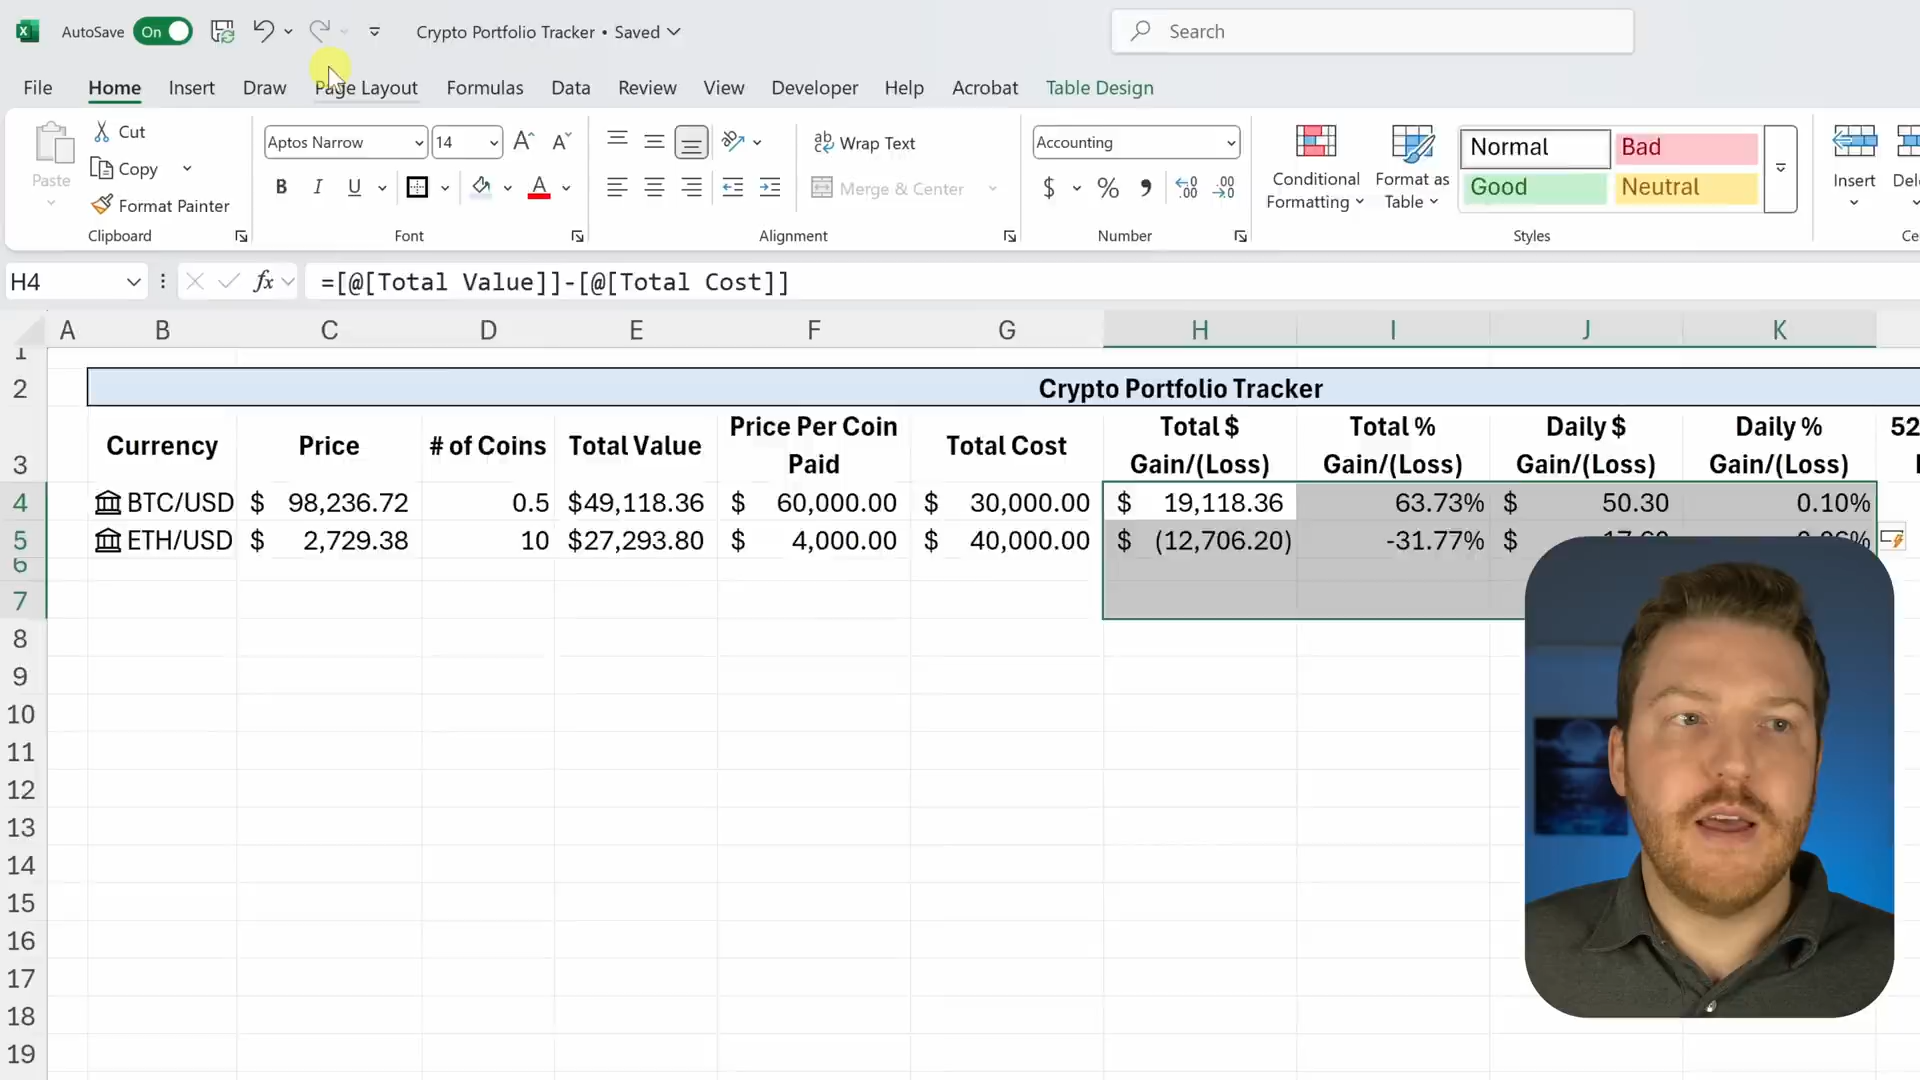 AutoSave On Crypto Portfolio Tracker • Saved Search
File Home Insert Draw Page Layout Formulas Data Review View Developer Help Acrobat Table Design
Paste Cut Copy Format Painter Clipboard
Aptos Narrow 14 B I U A Font
Wrap Text Merge & Center Alignment
Accounting $ % Number
Conditional Formatting Format as Table
Normal Bad
Good Neutral
Styles
Insert
H4 fx =[@[Total Value]]-[@[Total Cost]]
A B C D E F G H I J K
1
2 Crypto Portfolio Tracker
3 Currency Price # of Coins Total Value Price Per Coin Paid Total Cost Total $ Gain/(Loss) Total % Gain/(Loss) Daily $ Gain/(Loss) Daily % Gain/(Loss) 52
4 BTC/USD $ 98,236.72 0.5 $49,118.36 $ 60,000.00 $ 30,000.00 $ 19,118.36 63.73% $ 50.30 0.10%
5 ETH/USD $ 2,729.38 10 $27,293.80 $ 4,000.00 $ 40,000.00 $ (12,706.20) -31.77% $
6
7
8
9
10
11
12
13
14
15
16
17
18
19